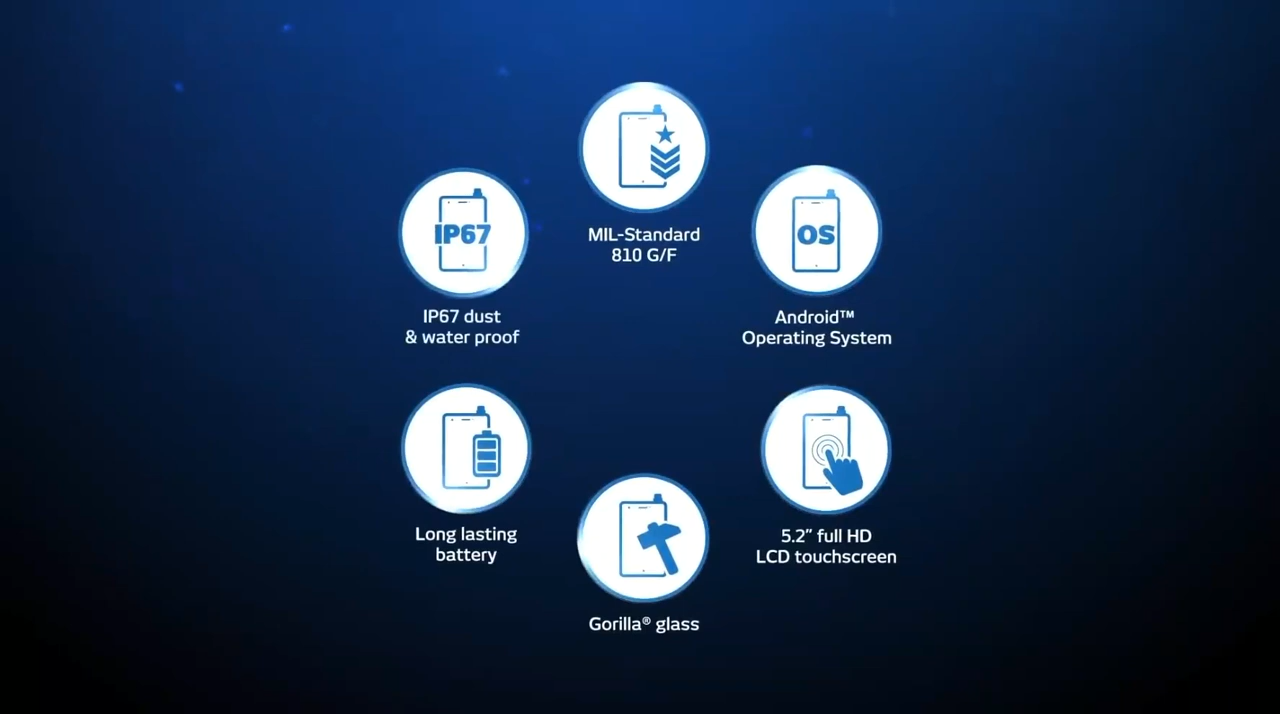 MIL-Standard
810 G/F
IP67
IP67 dust
& water proof
OS
Android™
Operating System
Long lasting
battery
5.2” full HD
LCD touchscreen
Gorilla® glass